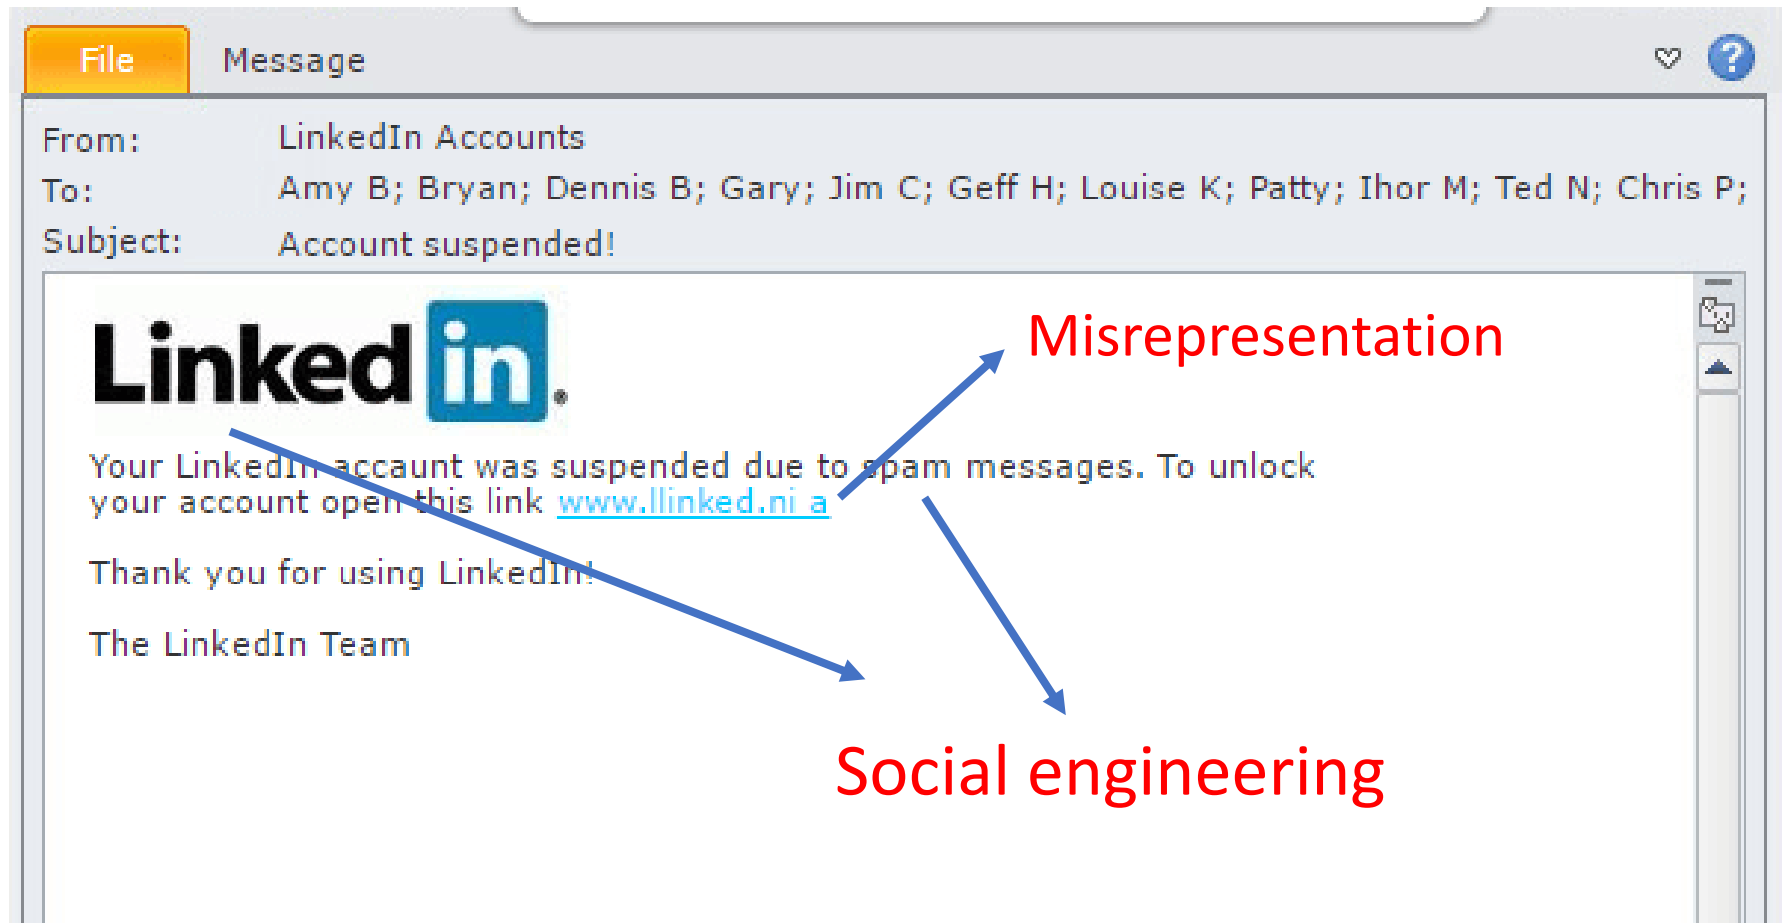 File Message
From: LinkedIn Accounts
To: Amy B; Bryan; Dennis B; Gary; Jim C; Geff H; Louise K; Patty; Ihor M; Ted N; Chris P;
Subject: Account suspended!
Linked in®
Misrepresentation
Your LinkedIn accaunt was suspended due to spam messages. To unlock
your account open this link www.llinked.ni a
Thank you for using LinkedIn!
The LinkedIn Team
Social engineering